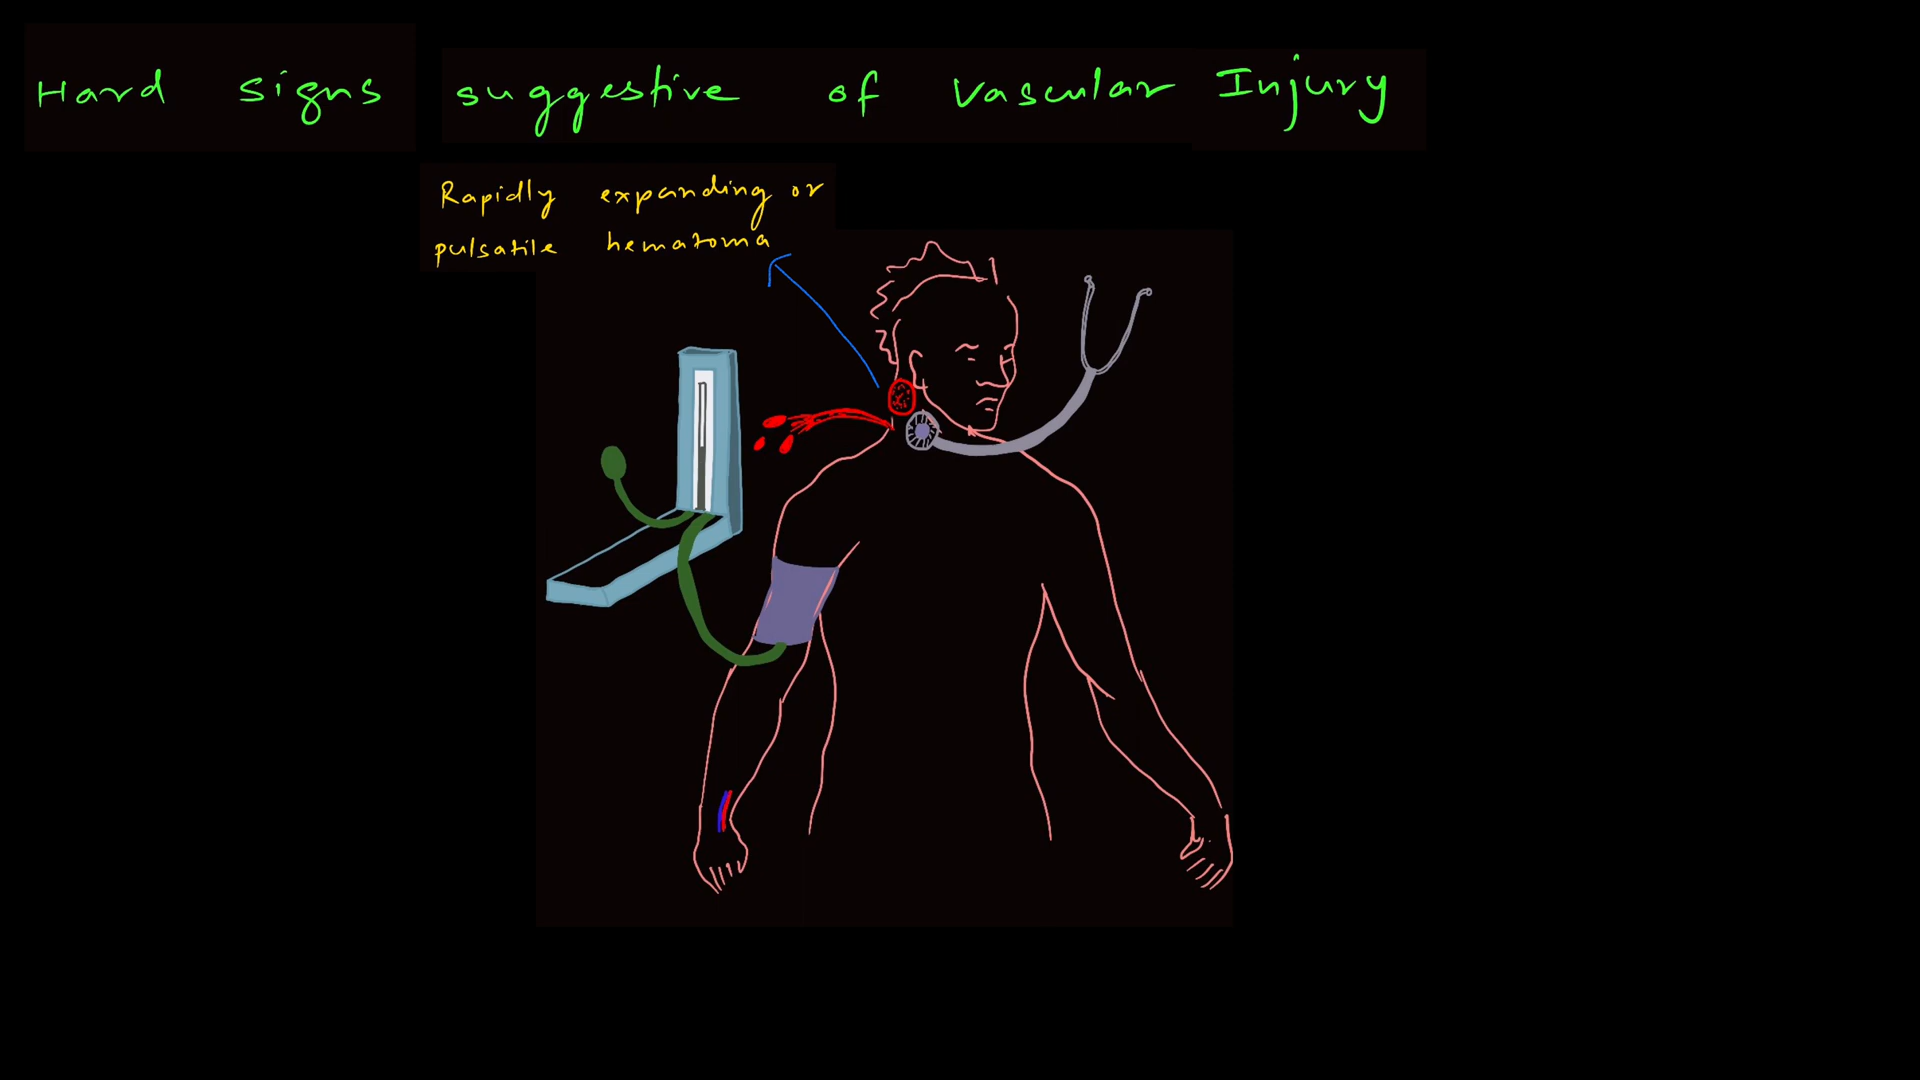 Hard signs suggestive of Vascular Injury
Rapidly expanding or
pulsatile hematoma